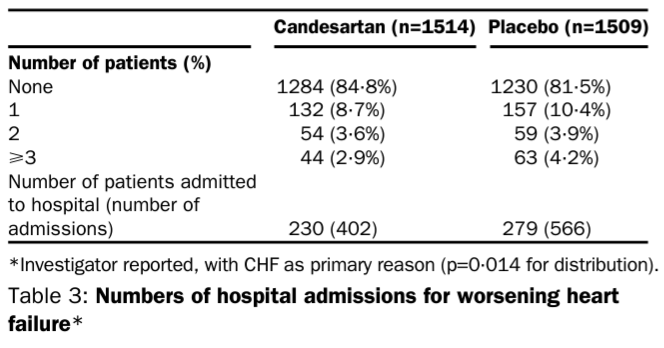 Candesartan (n=1514) Placebo (n=1509)
Number of patients (%)
None 1284 (84·8%) 1230 (81·5%)
1 132 (8·7%) 157 (10·4%)
2 54 (3·6%) 59 (3·9%)
⩾3 44 (2·9%) 63 (4·2%)
Number of patients admitted
to hospital (number of
admissions) 230 (402) 279 (566)
*Investigator reported, with CHF as primary reason (p=0·014 for distribution).
Table 3: Numbers of hospital admissions for worsening heart
failure*